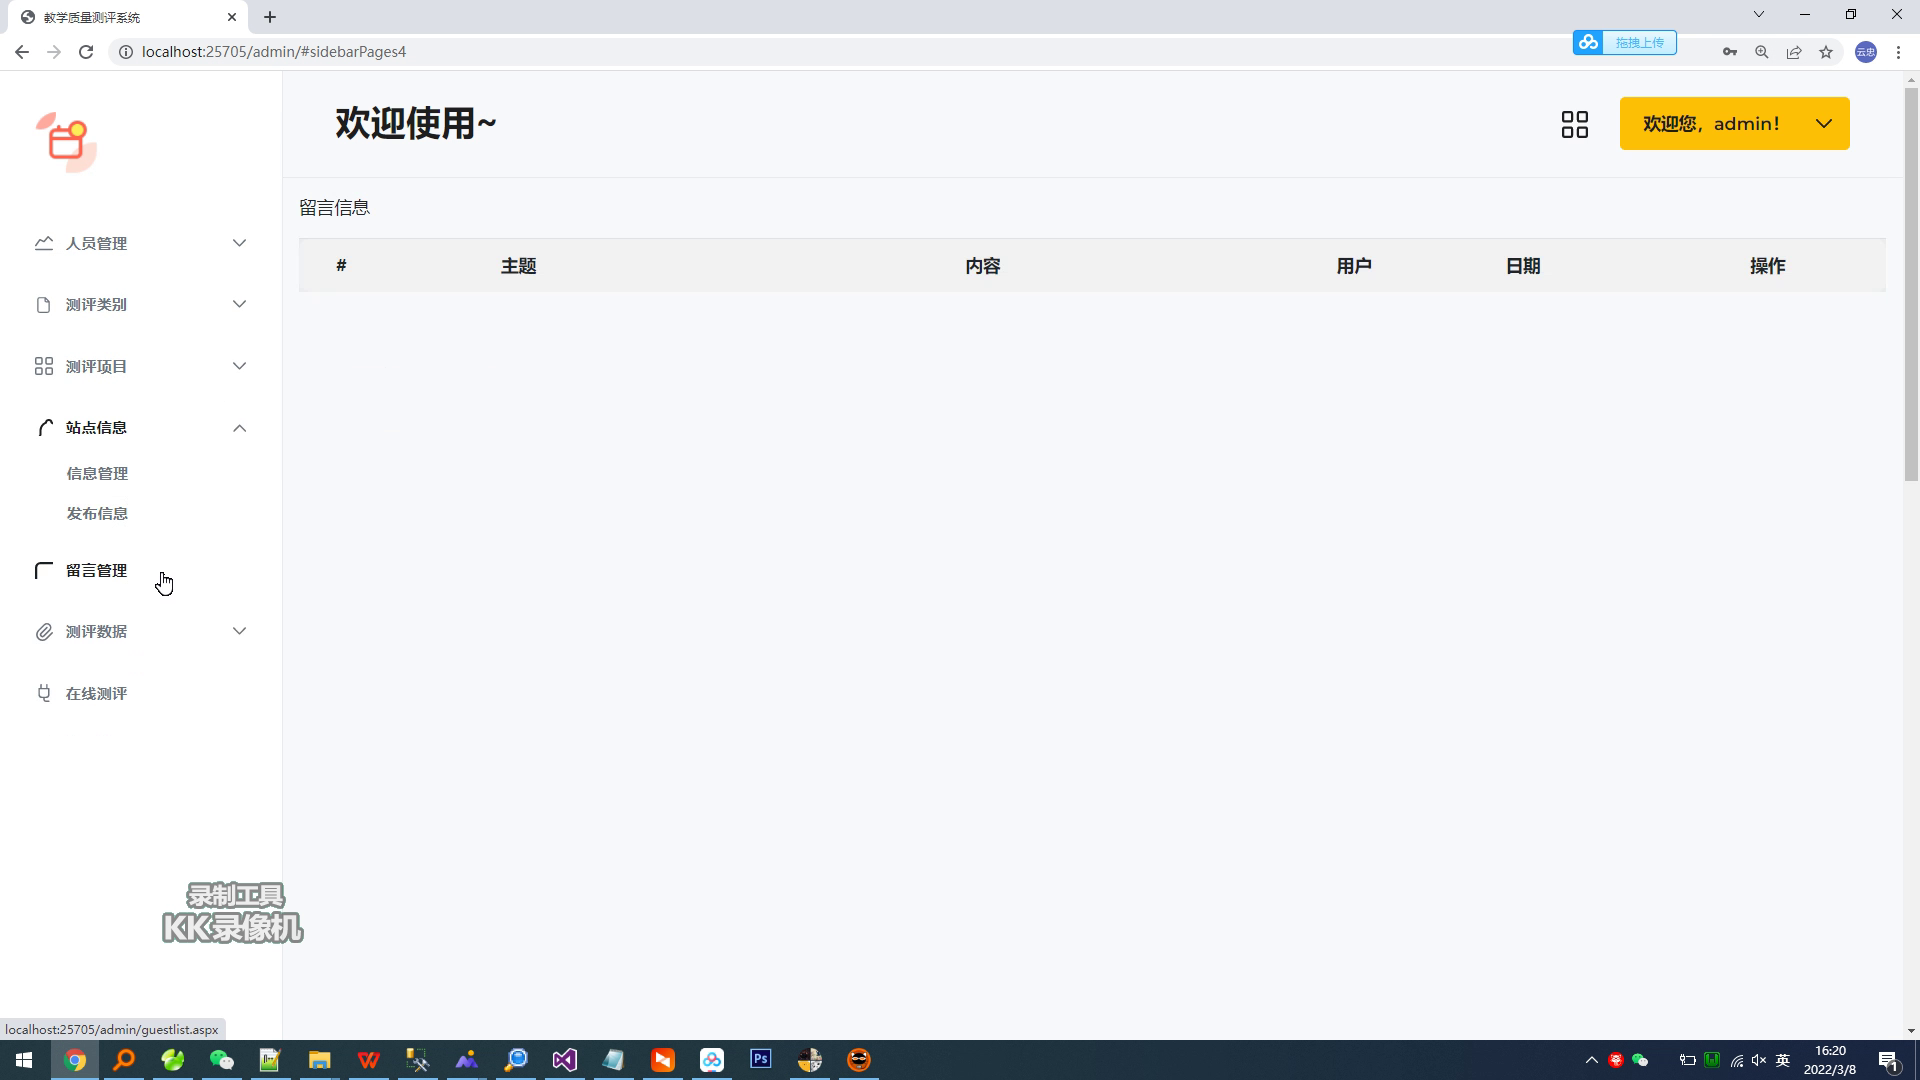 教学质量测评系统
localhost:25705/admin/#sidebarPages4
拖拽上传
云忠
欢迎使用~
欢迎您，admin！
留言信息
# 主题 内容 用户 日期 操作
人员管理
测评类别
测评项目
站点信息
信息管理
发布信息
留言管理
测评数据
在线测评
录制工具
KK录像机
localhost:25705/admin/guestlist.aspx
Ps
英
16:20
2022/3/8
1